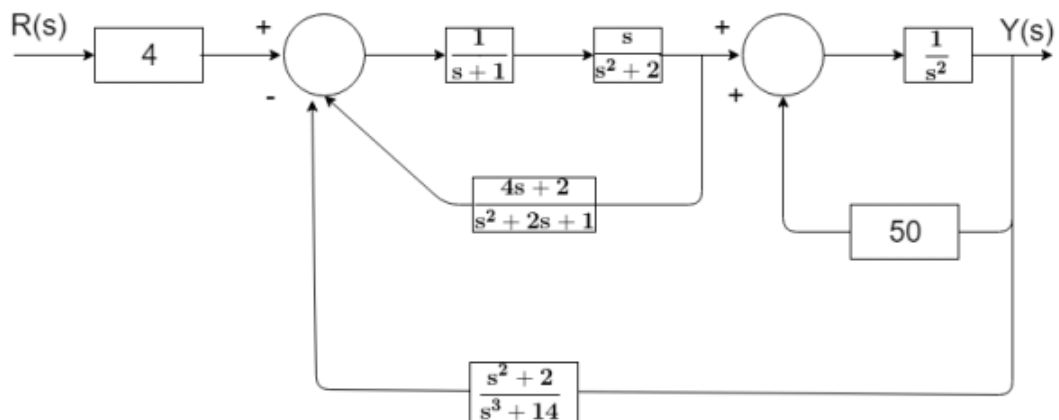 R(s)
4
+
-
1
s + 1
s
s² + 2
+
+
1
s²
Y(s)
4s + 2
s² + 2s + 1
50
s² + 2
s³ + 14